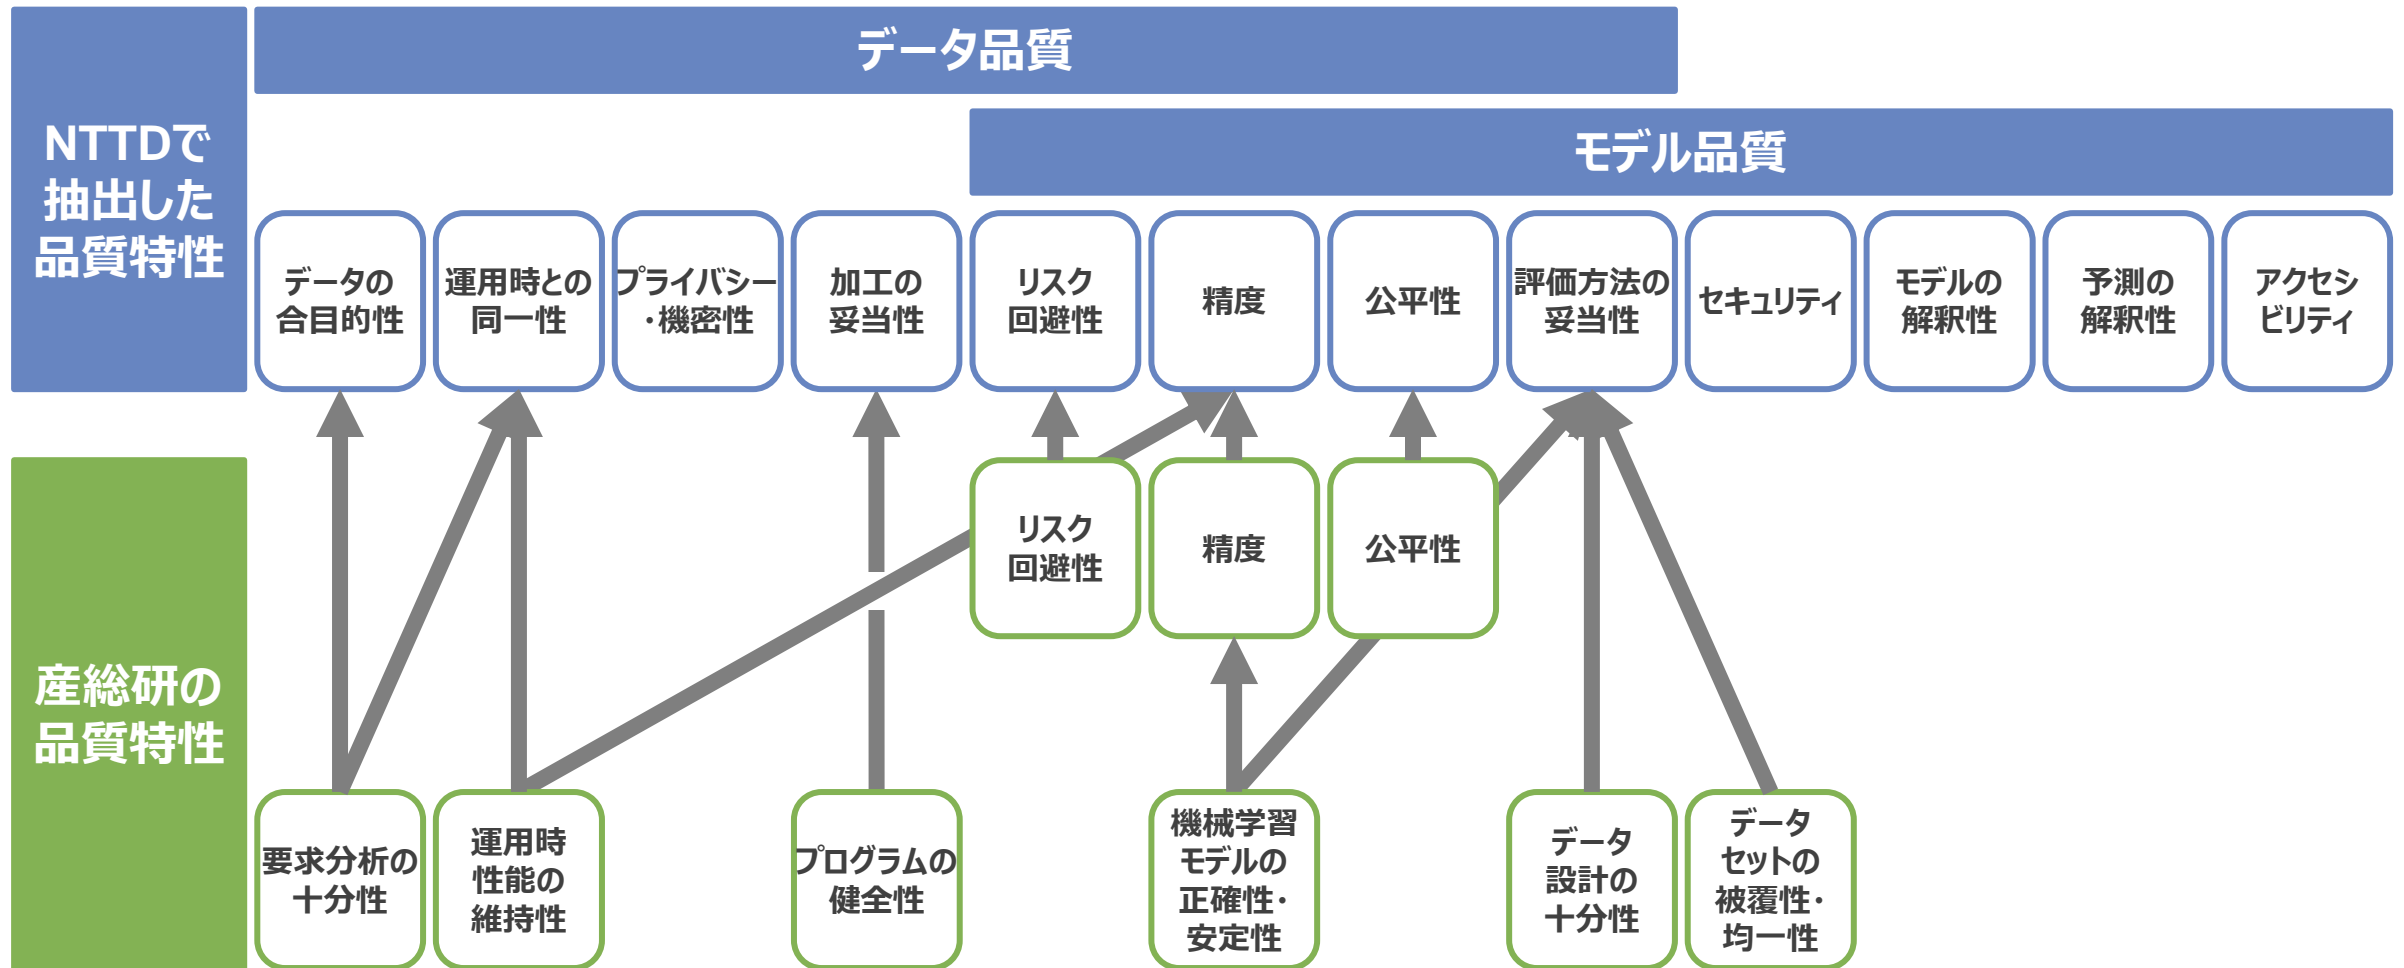 データ品質
モデル品質
NTTDで
抽出した
品質特性
データの
合目的性
運用時との
同一性
プライバシー
・機密性
加工の
妥当性
リスク
回避性
精度
公平性
評価方法の
妥当性
セキュリティ
モデルの
解釈性
予測の
解釈性
アクセシ
ビリティ
産総研の
品質特性
リスク
回避性
精度
公平性
要求分析の
十分性
運用時
性能の
維持性
プログラムの
健全性
機械学習
モデルの
正確性・
安定性
データ
設計の
十分性
データ
セットの
被覆性・
均一性